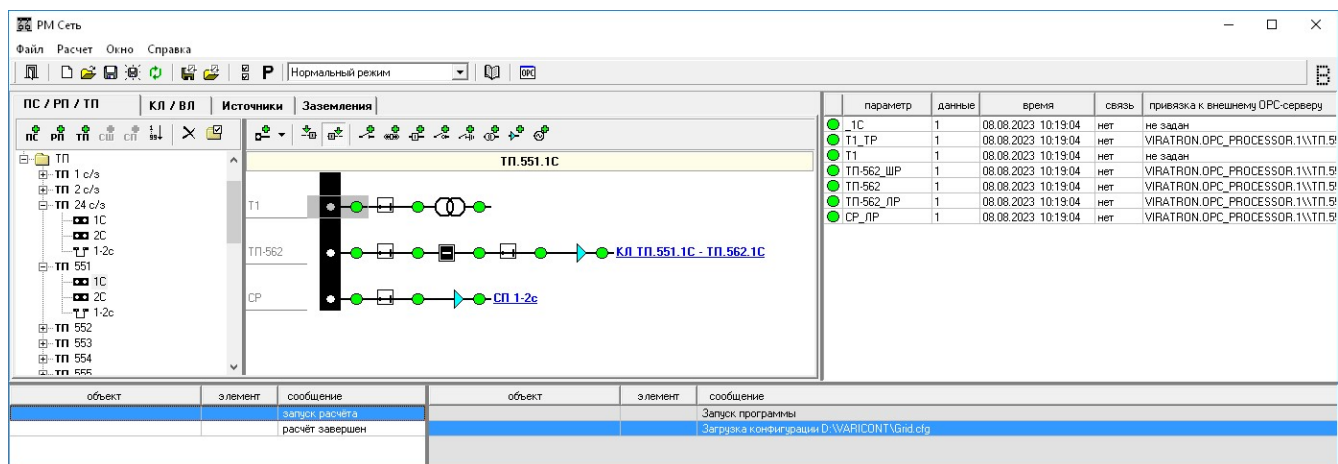 РМ Сеть
Файл Расчет Окно Справка
P Нормальный режим OPC
ПС / РП / ТП КЛ / ВЛ Источники Заземления
пс рп тп сш сп
ТП
ТП 1 с/з
ТП 2 с/з
ТП 24 с/з
1С
2С
1-2с
ТП 551
1С
2С
1-2с
ТП 552
ТП 553
ТП 554
ТП 555
ТП.551.1С
Т1
ТП-562 КЛ ТП.551.1С - ТП.562.1С
СР СП 1-2с
параметр данные время связь привязка к внешнему OPC-серверу
_1С 1 08.08.2023 10:19:04 нет не задан
Т1_ТР 1 08.08.2023 10:19:04 нет VIRATRON.OPC_PROCESSOR.1\\ТП.5
Т1 1 08.08.2023 10:19:04 нет не задан
ТП-562_ШР 1 08.08.2023 10:19:04 нет VIRATRON.OPC_PROCESSOR.1\\ТП.5
ТП-562 1 08.08.2023 10:19:04 нет VIRATRON.OPC_PROCESSOR.1\\ТП.5
ТП-562_ЛР 1 08.08.2023 10:19:04 нет VIRATRON.OPC_PROCESSOR.1\\ТП.5
СР_ЛР 1 08.08.2023 10:19:04 нет VIRATRON.OPC_PROCESSOR.1\\ТП.5
объект элемент сообщение
запуск расчёта
расчёт завершен
объект элемент сообщение
Запуск программы
Загрузка конфигурации D:\VARICONT\Grid.cfg